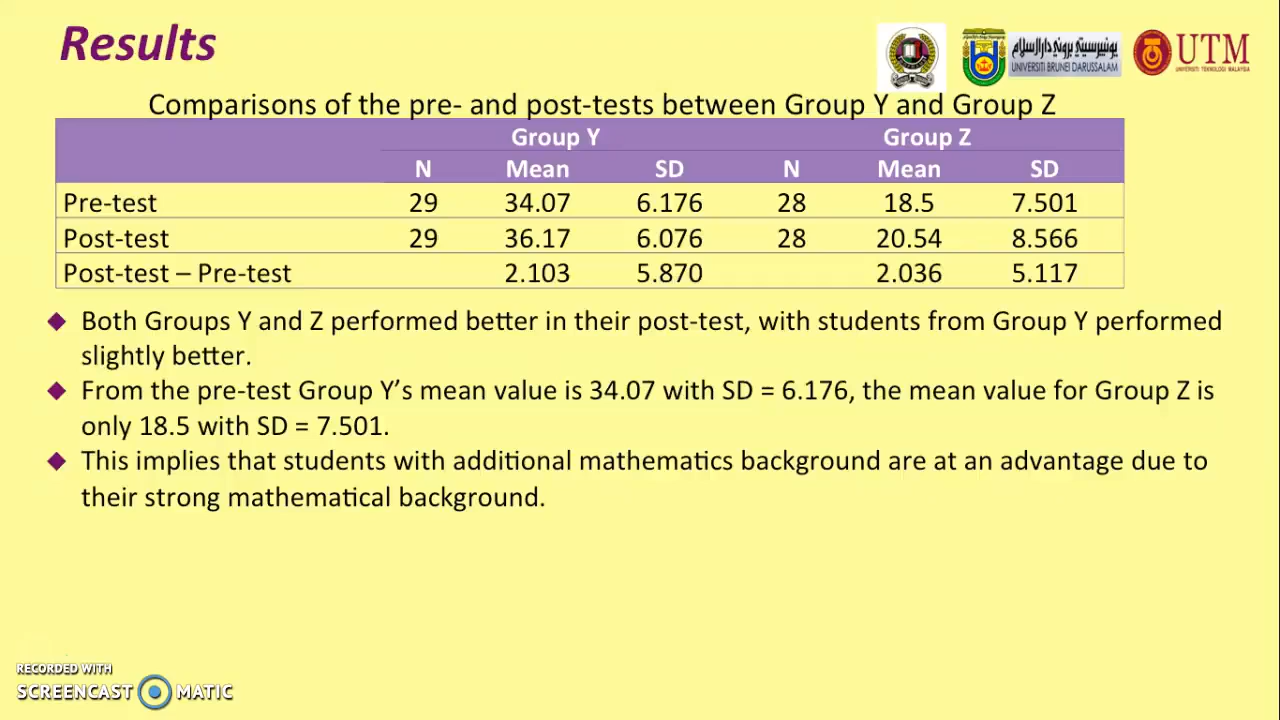 Results
يونيۏرسيتي بروني دارالسلام
UNIVERSITI BRUNEI DARUSSALAM
UTM
UNIVERSITI TEKNOLOGI MALAYSIA
Comparisons of the pre- and post-tests between Group Y and Group Z
Group Y Group Z
N Mean SD N Mean SD
Pre-test 29 34.07 6.176 28 18.5 7.501
Post-test 29 36.17 6.076 28 20.54 8.566
Post-test – Pre-test 2.103 5.870 2.036 5.117
◆ Both Groups Y and Z performed better in their post-test, with students from Group Y performed
slightly better.
◆ From the pre-test Group Y’s mean value is 34.07 with SD = 6.176, the mean value for Group Z is
only 18.5 with SD = 7.501.
◆ This implies that students with additional mathematics background are at an advantage due to
their strong mathematical background.
RECORDED WITH
SCREENCAST MATIC